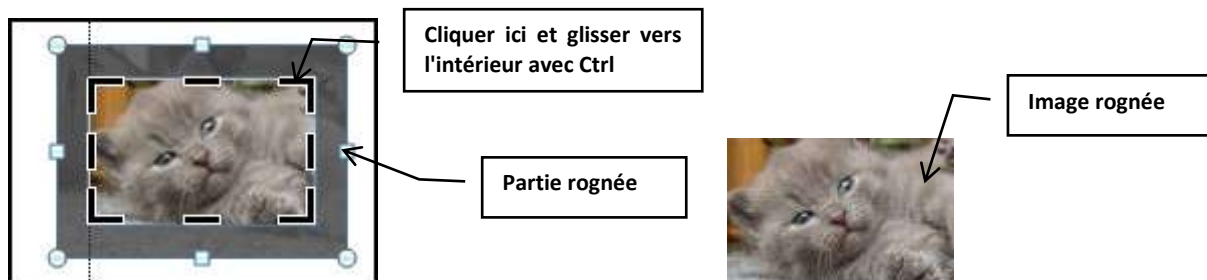 Cliquer ici et glisser vers
l'intérieur avec Ctrl
Image rognée
Partie rognée